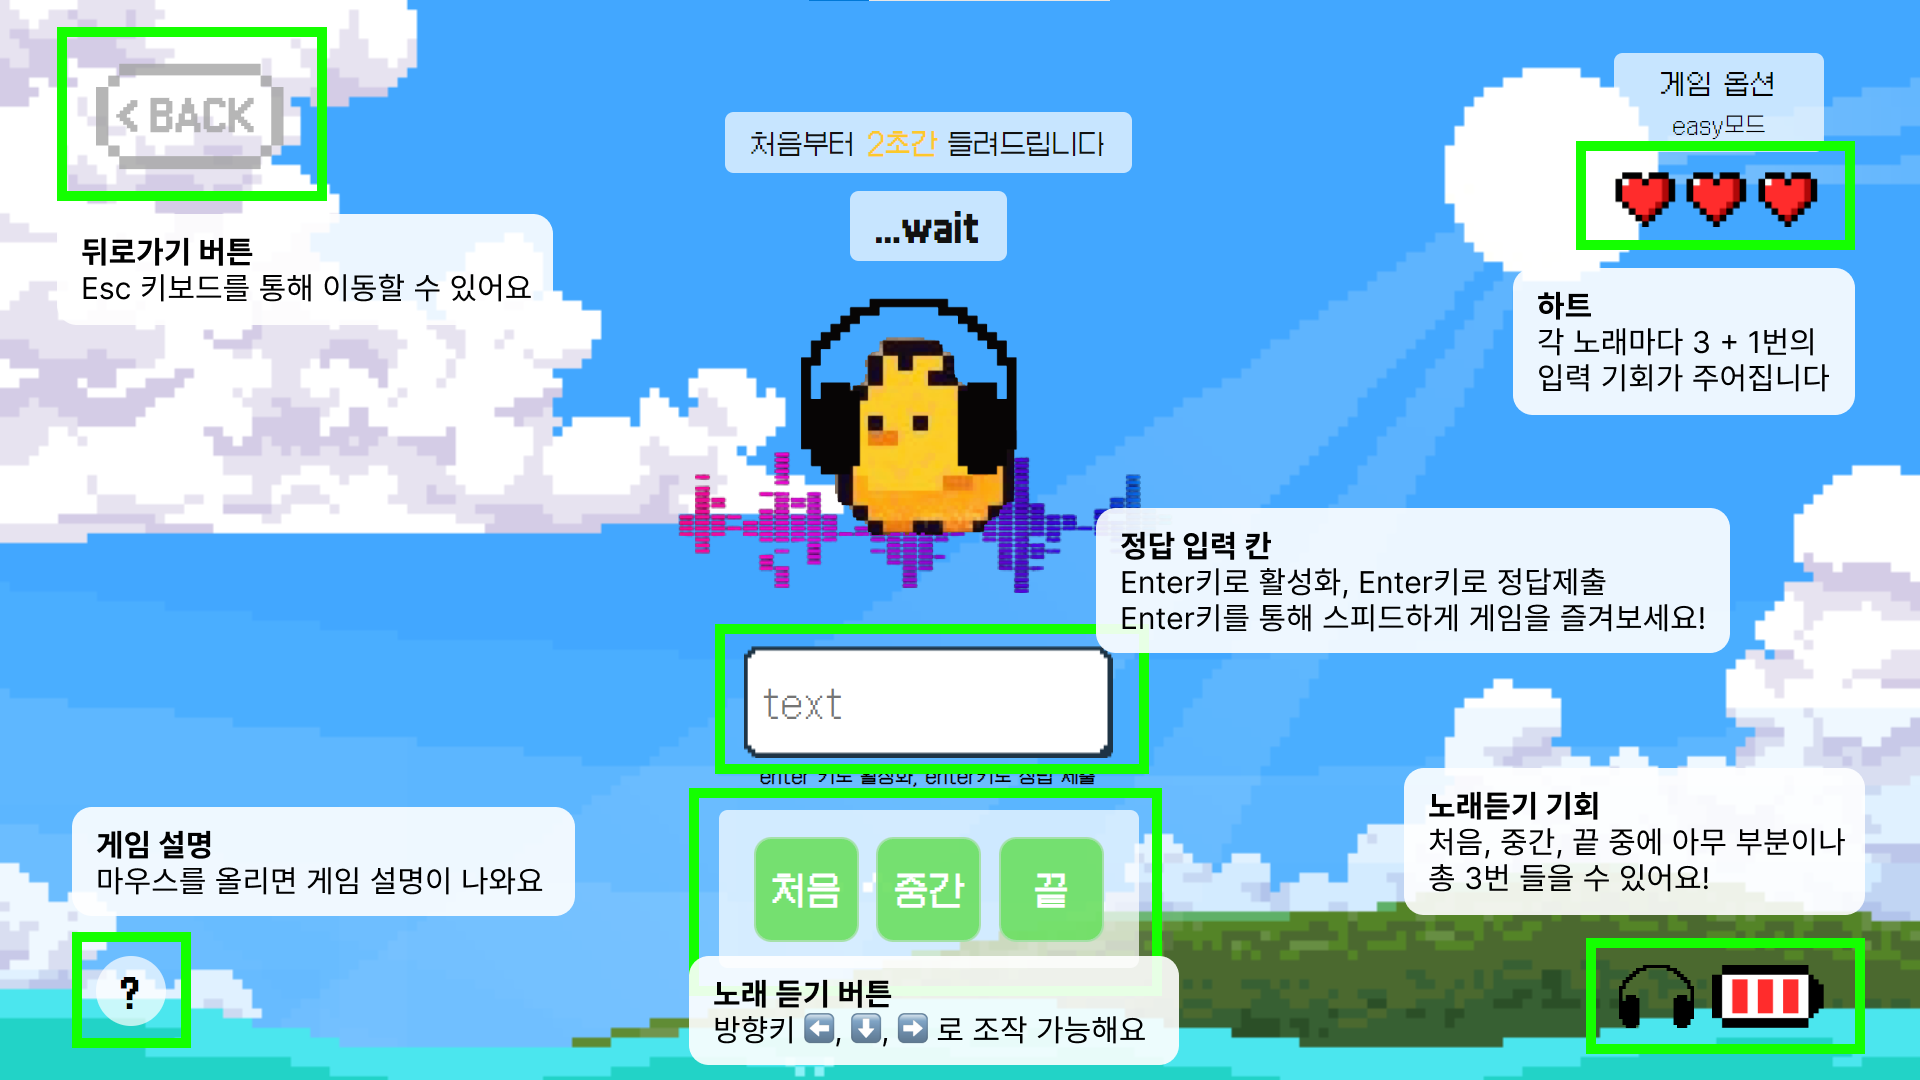 < BACK
뒤로가기 버튼
Esc 키보드를 통해 이동할 수 있어요
처음부터 2초간 들려드립니다
...wait
게임 옵션
easy모드
하트
각 노래마다 3 + 1번의
입력 기회가 주어집니다
정답 입력 칸
Enter키로 활성화, Enter키로 정답제출
Enter키를 통해 스피드하게 게임을 즐겨보세요!
text
enter 키로 활성화, enter키로 정답 제출
게임 설명
마우스를 올리면 게임 설명이 나와요
?
처음
중간
끝
노래 듣기 버튼
방향키 ⬅️, ⬇️, ➡️ 로 조작 가능해요
노래듣기 기회
처음, 중간, 끝 중에 아무 부분이나
총 3번 들을 수 있어요!